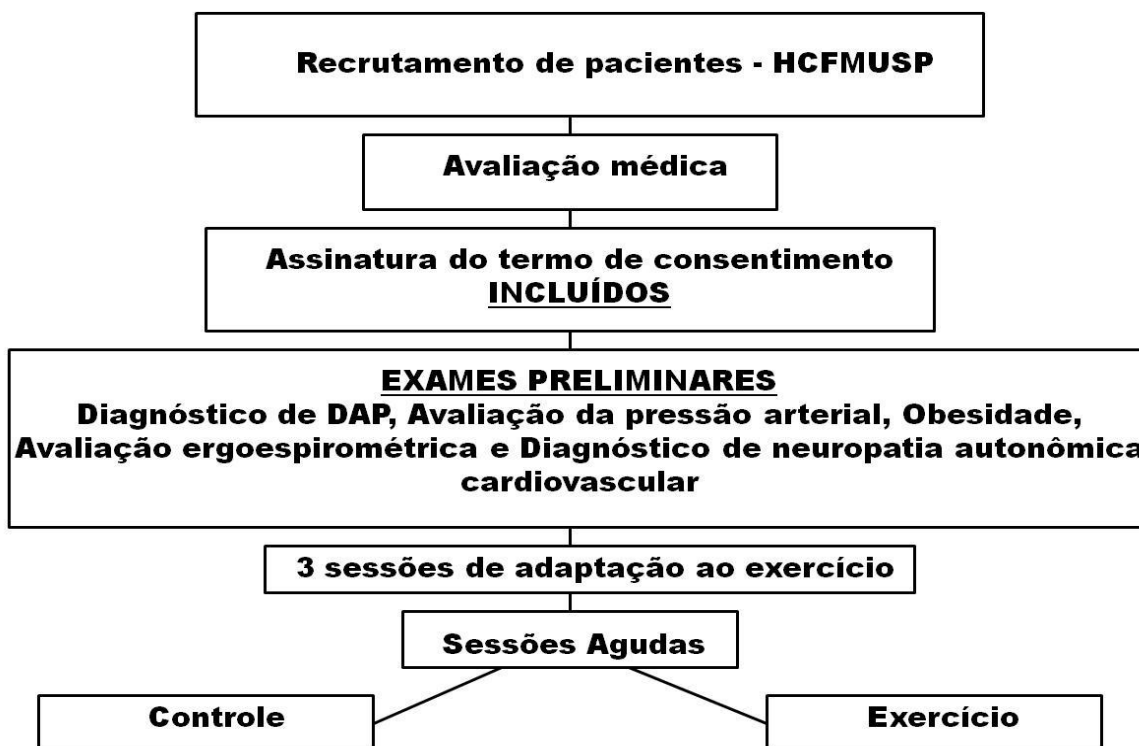 Recrutamento de pacientes - HCFMUSP
Avaliação médica
Assinatura do termo de consentimento
INCLUÍDOS
EXAMES PRELIMINARES
Diagnóstico de DAP, Avaliação da pressão arterial, Obesidade,
Avaliação ergoespirométrica e Diagnóstico de neuropatia autonômica
cardiovascular
3 sessões de adaptação ao exercício
Sessões Agudas
Controle
Exercício